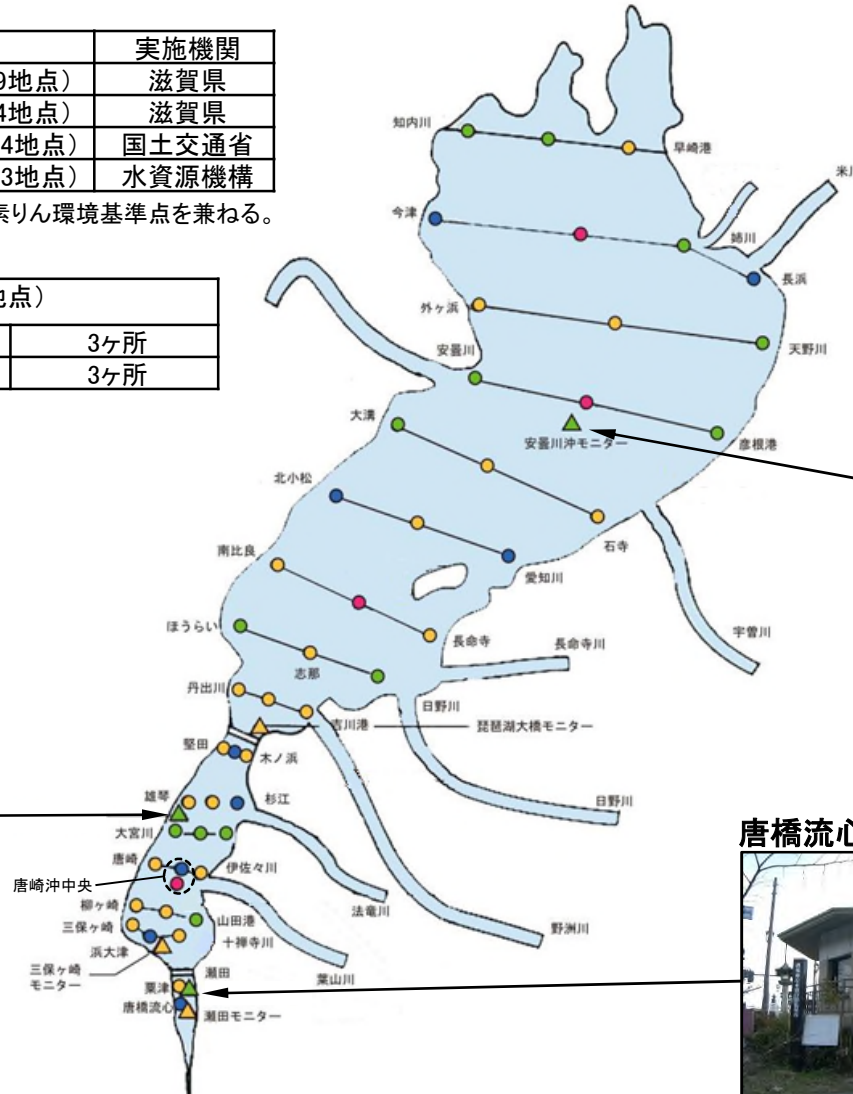 実施機関
9地点） 滋賀県
4地点） 滋賀県
4地点） 国土交通省
3地点） 水資源機構
素りん環境基準点を兼ねる。
地点）
3ヶ所
3ヶ所
知内川
早崎港
米川
今津
姉川
長浜
外ヶ浜
天野川
安曇川
大溝
安曇川沖モニター
彦根港
北小松
石寺
愛知川
南比良
宇曽川
ほうらい
長命寺
長命寺川
志那
丹出川
日野川
吉川港
琵琶湖大橋モニター
堅田
木ノ浜
雄琴
杉江
日野川
大宮川
唐橋流心
唐崎
伊佐々川
唐崎沖中央
法竜川
柳ヶ崎
山田港
野洲川
三保ヶ崎
十禅寺川
浜大津
三保ヶ崎
モニター
瀬田
葉山川
粟津
唐橋流心
瀬田モニター